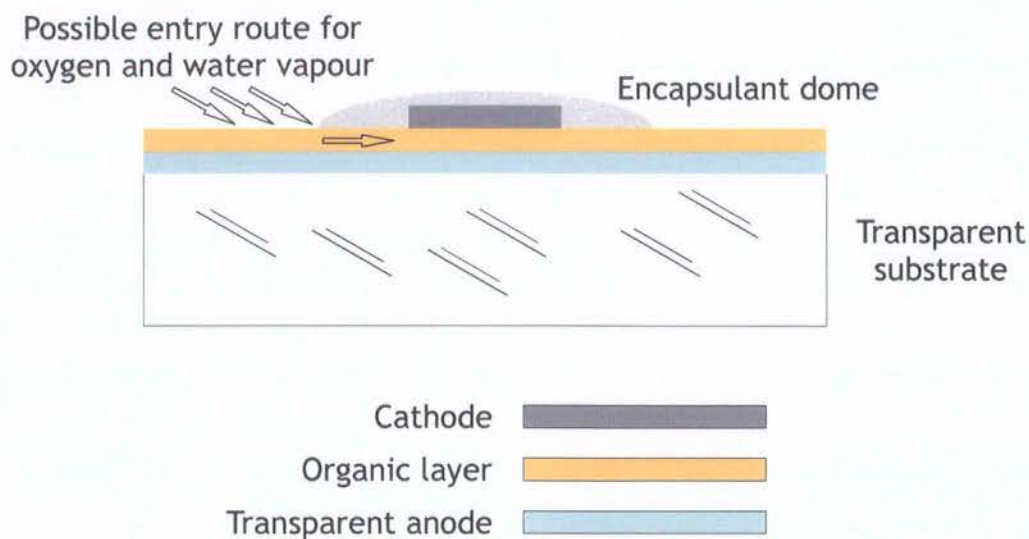 Possible entry route for
oxygen and water vapour
Encapsulant dome
Transparent
substrate
Cathode
Organic layer
Transparent anode